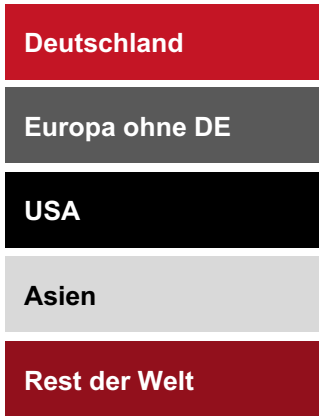 Deutschland
Europa ohne DE
USA
Asien
Rest der Welt